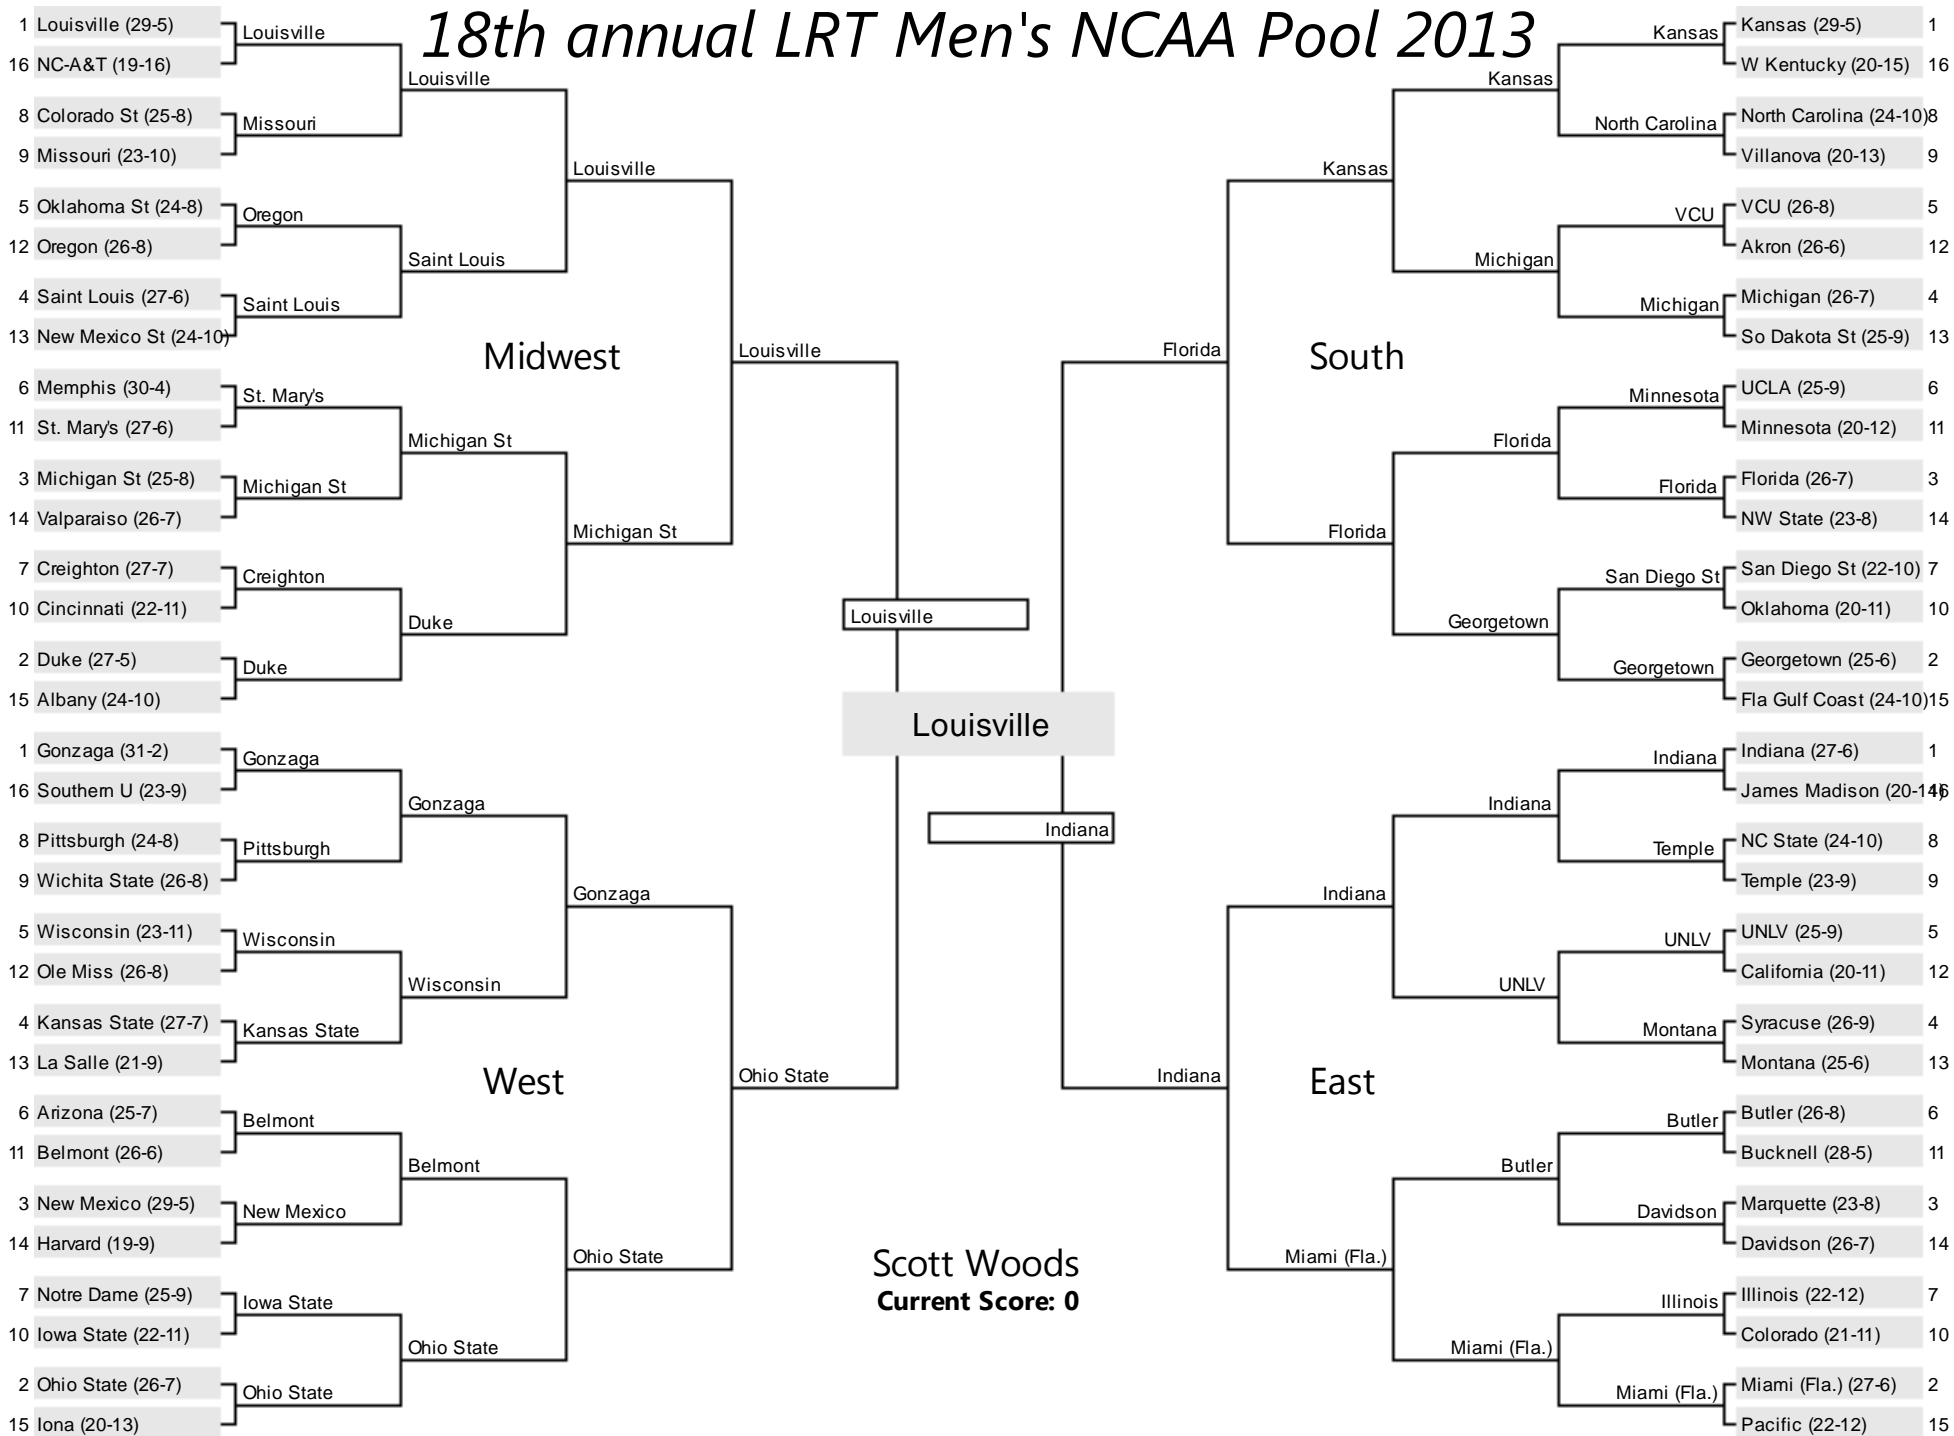 18th annual LRT Men's NCAA Pool 2013
1 Louisville (29-5)
16 NC-A&T (19-16)
8 Colorado St (25-8)
9 Missouri (23-10)
5 Oklahoma St (24-8)
12 Oregon (26-8)
4 Saint Louis (27-6)
13 New Mexico St (24-10)
6 Memphis (30-4)
11 St. Mary's (27-6)
3 Michigan St (25-8)
14 Valparaiso (26-7)
7 Creighton (27-7)
10 Cincinnati (22-11)
2 Duke (27-5)
15 Albany (24-10)
Louisville
Missouri
Oregon
Saint Louis
St. Mary's
Michigan St
Creighton
Duke
Louisville
Saint Louis
Michigan St
Duke
Louisville
Michigan St
Midwest
Louisville
1 Gonzaga (31-2)
16 Southern U (23-9)
8 Pittsburgh (24-8)
9 Wichita State (26-8)
5 Wisconsin (23-11)
12 Ole Miss (26-8)
4 Kansas State (27-7)
13 La Salle (21-9)
6 Arizona (25-7)
11 Belmont (26-6)
3 New Mexico (29-5)
14 Harvard (19-9)
7 Notre Dame (25-9)
10 Iowa State (22-11)
2 Ohio State (26-7)
15 Iona (20-13)
Gonzaga
Pittsburgh
Wisconsin
Kansas State
Belmont
New Mexico
Iowa State
Ohio State
Gonzaga
Wisconsin
Belmont
Ohio State
Gonzaga
Ohio State
West
Ohio State
Louisville
Louisville
Indiana
Scott Woods
Current Score: 0
Florida
South
Kansas
Florida
Kansas
Michigan
Florida
Georgetown
Kansas
North Carolina
VCU
Michigan
Minnesota
Florida
San Diego St
Georgetown
Kansas (29-5) 1
W Kentucky (20-15) 16
North Carolina (24-10) 8
Villanova (20-13) 9
VCU (26-8) 5
Akron (26-6) 12
Michigan (26-7) 4
So Dakota St (25-9) 13
UCLA (25-9) 6
Minnesota (20-12) 11
Florida (26-7) 3
NW State (23-8) 14
San Diego St (22-10) 7
Oklahoma (20-11) 10
Georgetown (25-6) 2
Fla Gulf Coast (24-10) 15
Indiana
East
Indiana
Miami (Fla.)
Indiana
UNLV
Butler
Miami (Fla.)
Indiana
Temple
UNLV
Montana
Butler
Davidson
Illinois
Miami (Fla.)
Indiana (27-6) 1
James Madison (20-14) 16
NC State (24-10) 8
Temple (23-9) 9
UNLV (25-9) 5
California (20-11) 12
Syracuse (26-9) 4
Montana (25-6) 13
Butler (26-8) 6
Bucknell (28-5) 11
Marquette (23-8) 3
Davidson (26-7) 14
Illinois (22-12) 7
Colorado (21-11) 10
Miami (Fla.) (27-6) 2
Pacific (22-12) 15